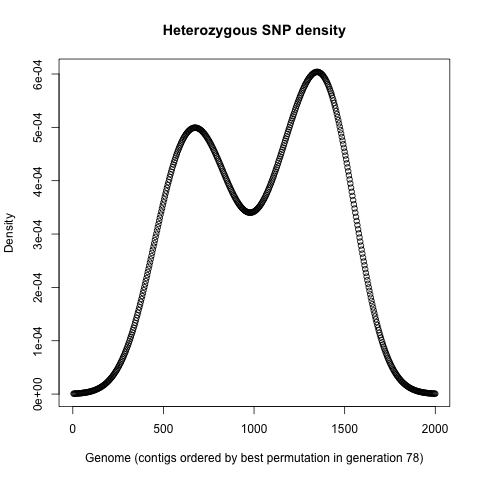 Heterozygous SNP density
6e-04
5e-04
4e-04
3e-04
2e-04
1e-04
0e+00
Density
0 500 1000 1500 2000
Genome (contigs ordered by best permutation in generation 78)